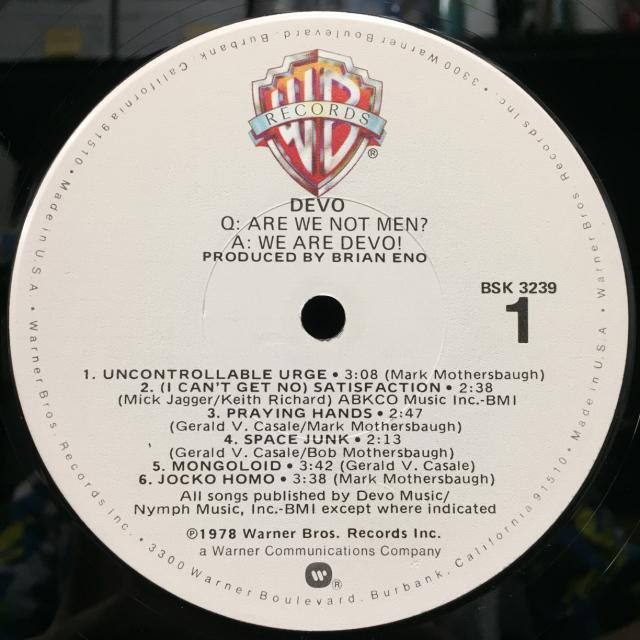 W B
RECORDS
®
DEVO
Q: ARE WE NOT MEN?
A: WE ARE DEVO!
PRODUCED BY BRIAN ENO
BSK 3239
1
1. UNCONTROLLABLE URGE • 3:08 (Mark Mothersbaugh)
2. (I CAN'T GET NO) SATISFACTION • 2:38
(Mick Jagger/Keith Richard) ABKCO Music Inc.-BMI
3. PRAYING HANDS • 2:47
(Gerald V. Casale/Mark Mothersbaugh)
4. SPACE JUNK • 2:13
(Gerald V. Casale/Bob Mothersbaugh)
5. MONGOLOID • 3:42 (Gerald V. Casale)
6. JOCKO HOMO • 3:38 (Mark Mothersbaugh)
All songs published by Devo Music/
Nymph Music, Inc.-BMI except where indicated
℗1978 Warner Bros. Records Inc.
a Warner Communications Company
®
Warner Bros. Records Inc. • 3300 Warner Boulevard, Burbank, California 91510 • Made in U.S.A. • Warner Bros. Records Inc. • 3300 Warner Boulevard, Burbank, California 91510 • Made in U.S.A. •